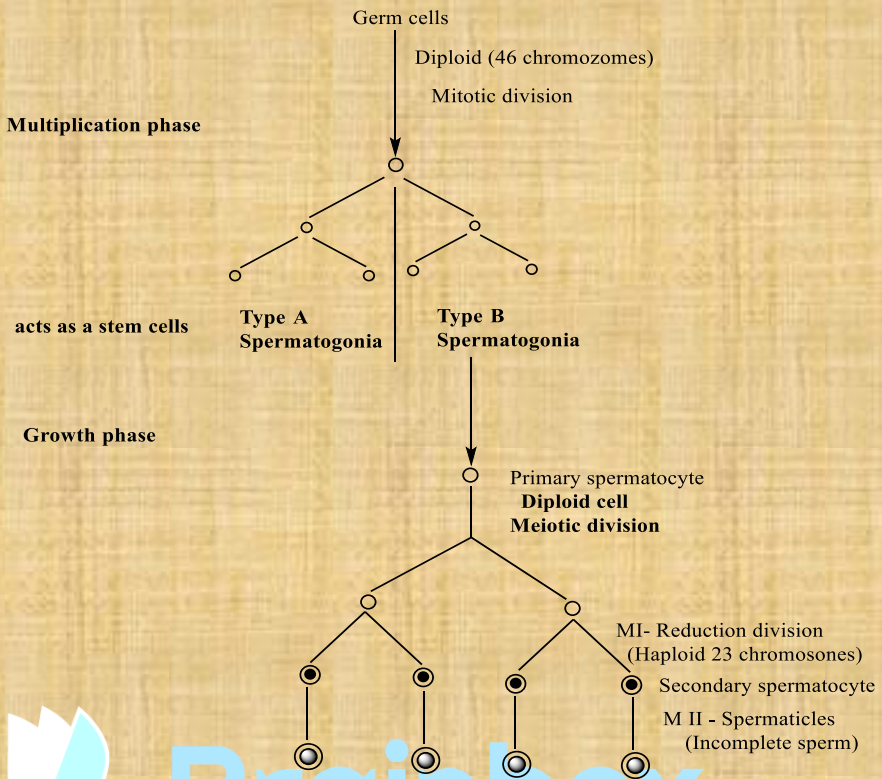 Germ cells
Diploid (46 chromozomes)
Mitotic division
Multiplication phase
acts as a stem cells
Type A
Spermatogonia
Type B
Spermatogonia
Growth phase
Primary spermatocyte
Diploid cell
Meiotic division
MI- Reduction division
(Haploid 23 chromosones)
Secondary spermatocyte
M II - Spermaticles
(Incomplete sperm)